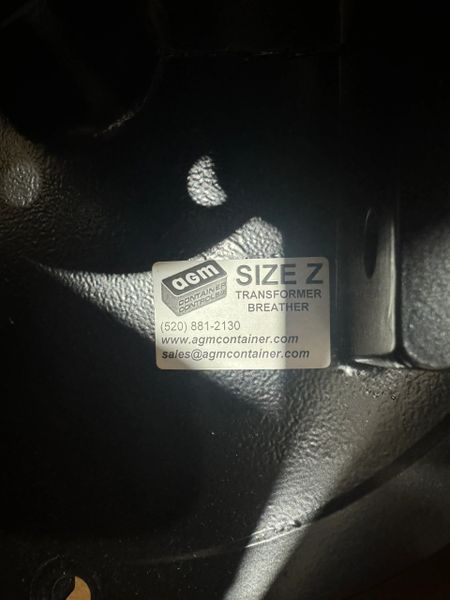 agm
CONTAINER
CONTROLS
SIZE Z
TRANSFORMER
BREATHER
(520) 881-2130
www.agmcontainer.com
sales@agmcontainer.com